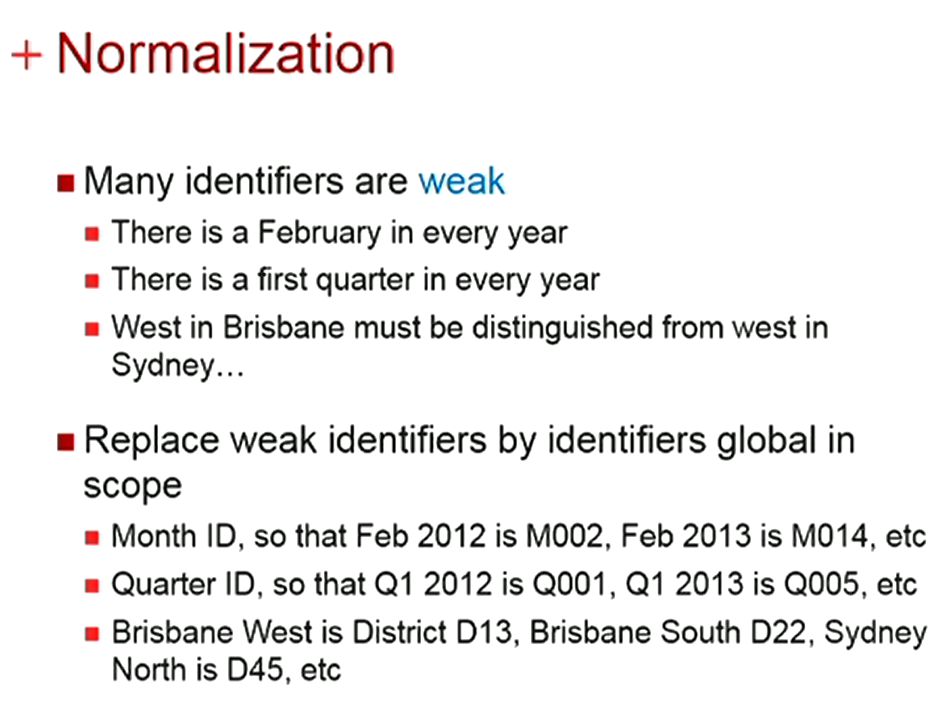 + Normalization
Many identifiers are weak
There is a February in every year
There is a first quarter in every year
West in Brisbane must be distinguished from west in
Sydney…
Replace weak identifiers by identifiers global in
scope
Month ID, so that Feb 2012 is M002, Feb 2013 is M014, etc
Quarter ID, so that Q1 2012 is Q001, Q1 2013 is Q005, etc
Brisbane West is District D13, Brisbane South D22, Sydney
North is D45, etc